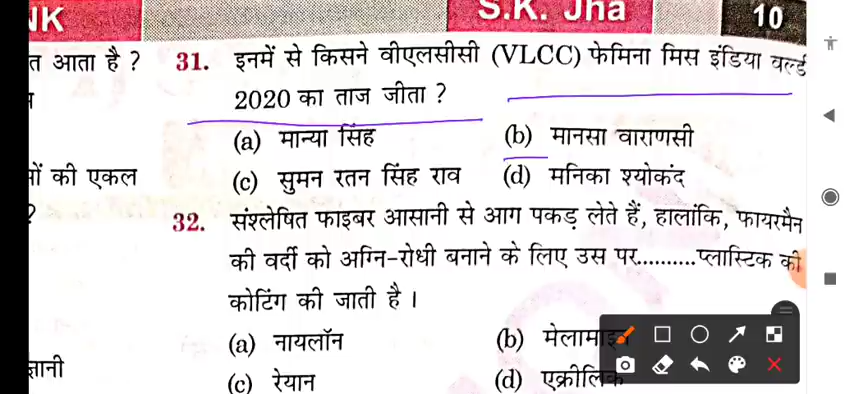 S.K. Jha
10
त आता है ?
31. इनमें से किसने वीएलसीसी (VLCC) फेमिना मिस इंडिया वर्ल्ड
2020 का ताज जीता ?
(a) मान्या सिंह (b) मानसा वाराणसी
ों की एकल
(c) सुमन रतन सिंह राव (d) मनिका श्योकंद
?
32. संश्लेषित फाइबर आसानी से आग पकड़ लेते हैं, हालांकि, फायरमैन
की वर्दी को अग्नि-रोधी बनाने के लिए उस पर..........प्लास्टिक की
कोटिंग की जाती है ।
(a) नायलॉन (b) मेलामाइन
ज्ञानी
(c) रेयान (d) एक्रीलिक